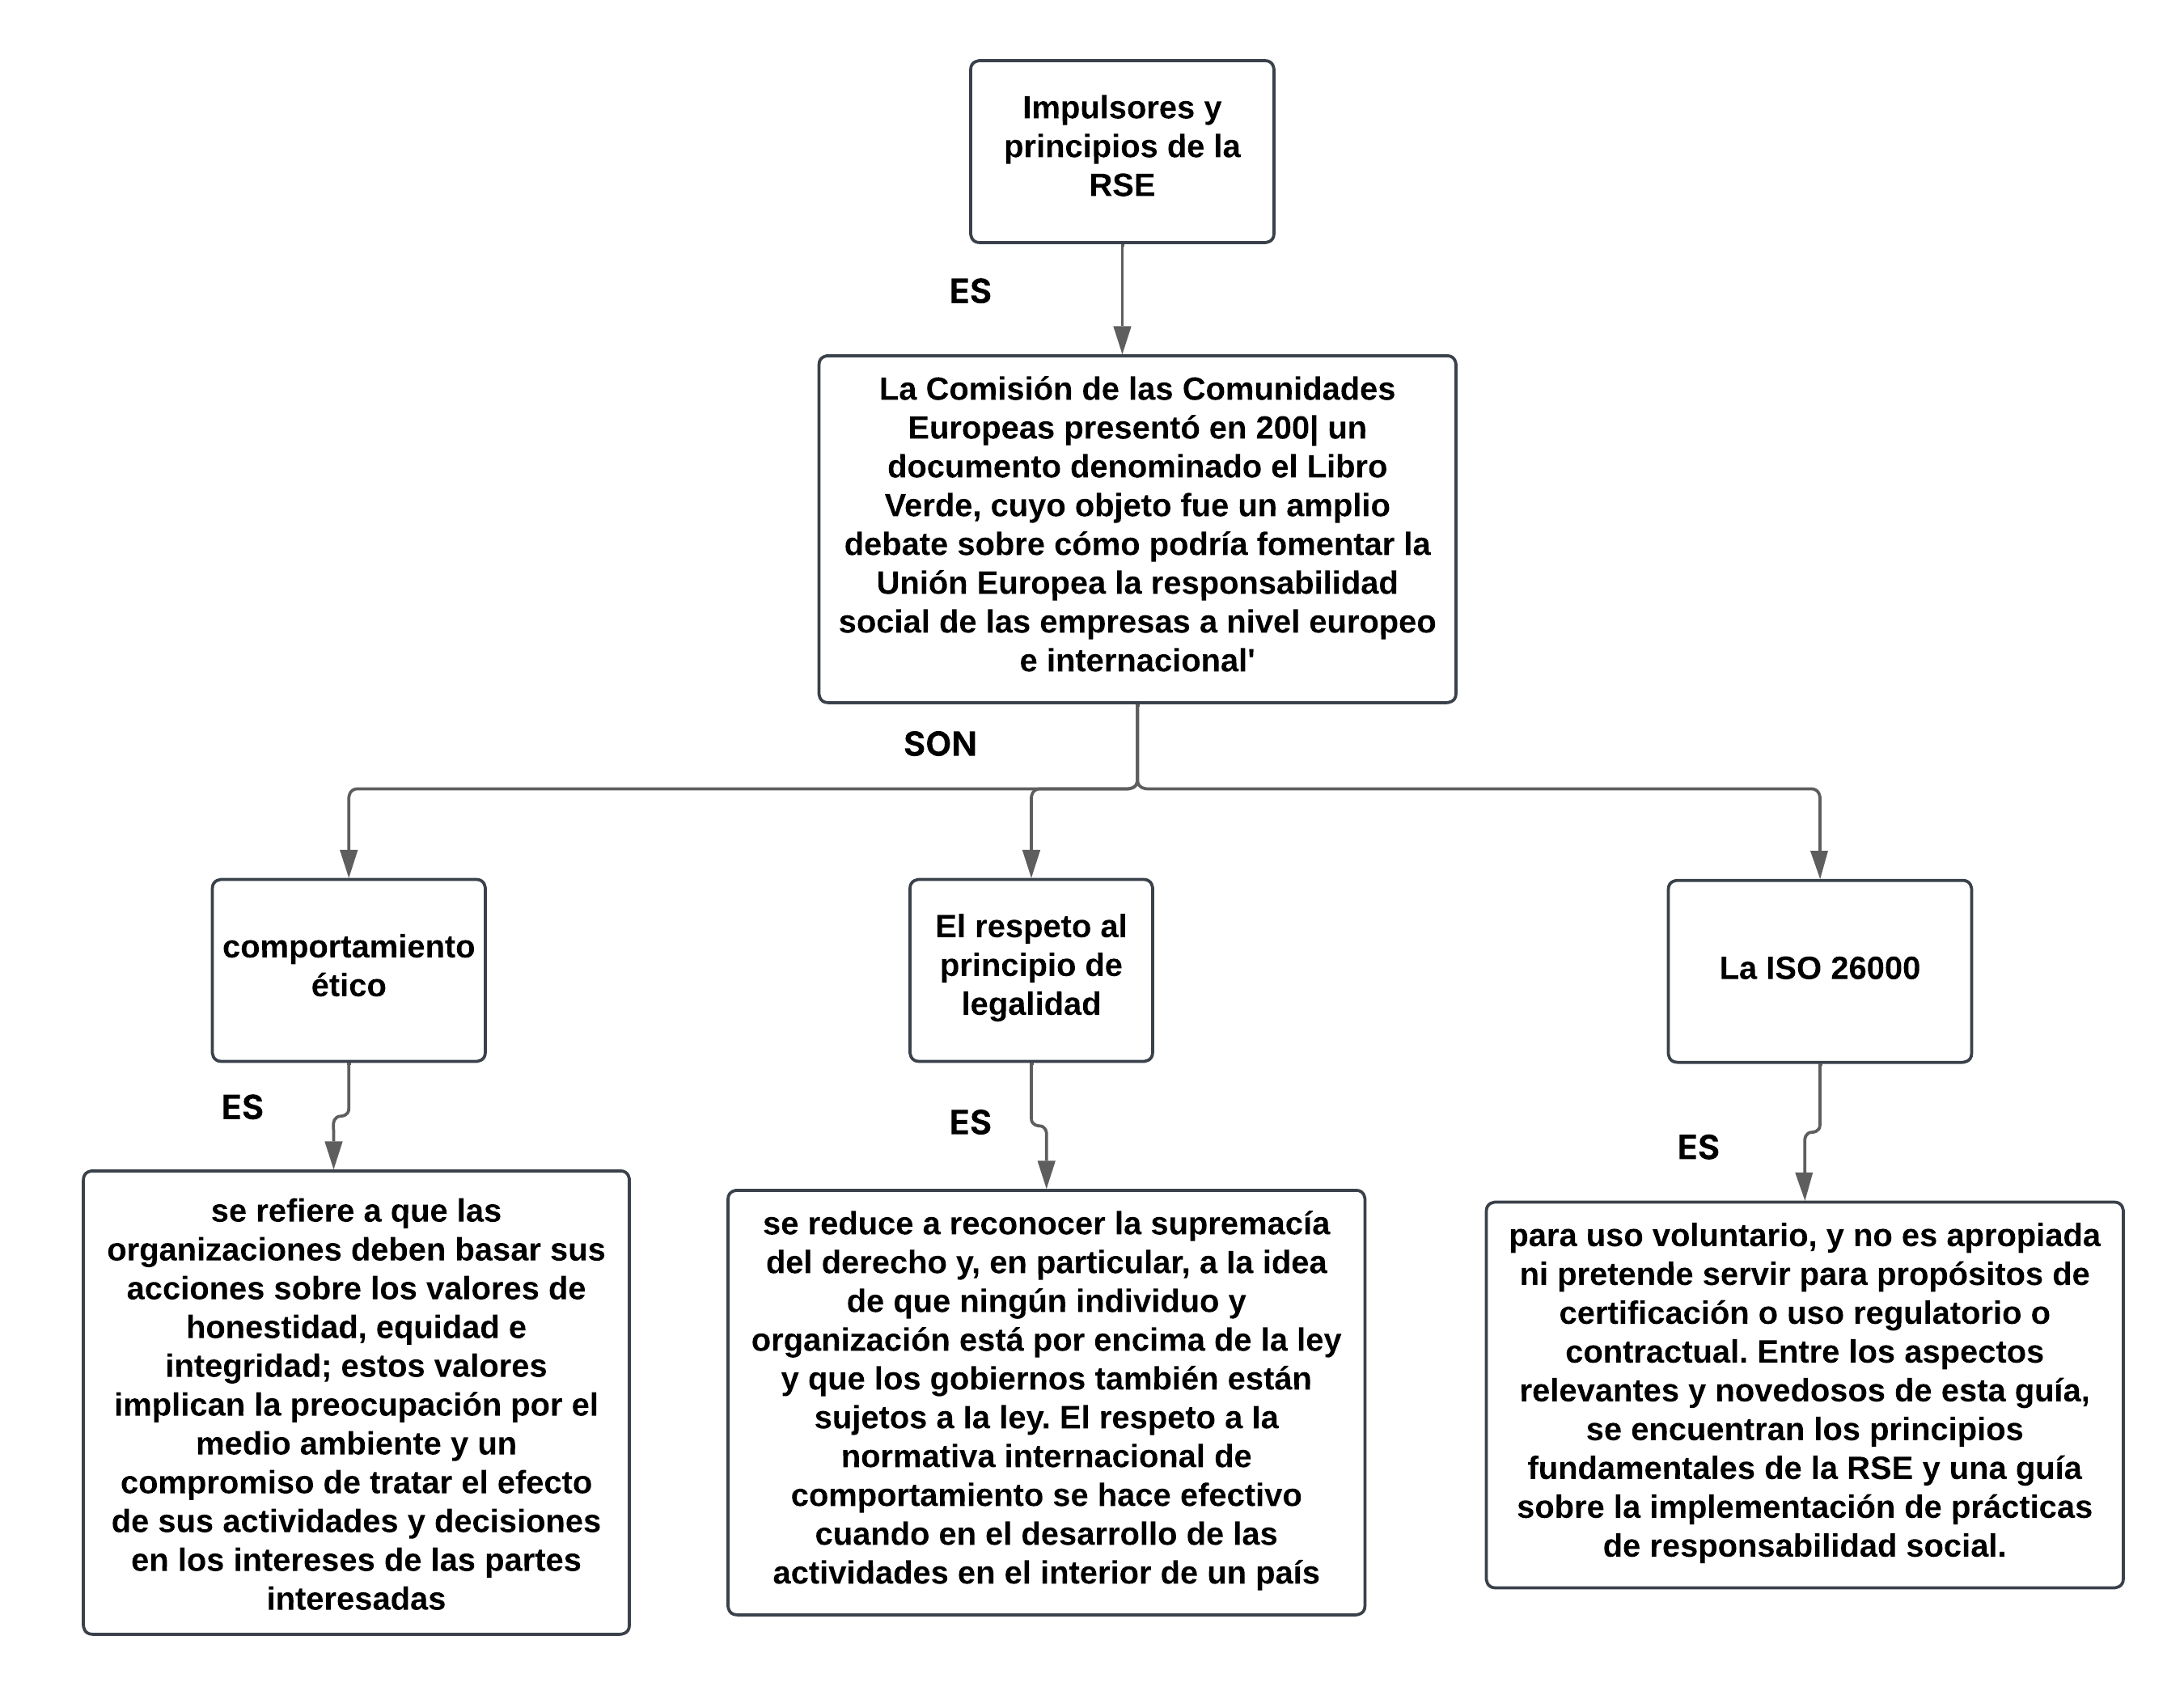 Impulsores y
principios de la
RSE
ES
La Comisión de las Comunidades
Europeas presentó en 200| un
documento denominado el Libro
Verde, cuyo objeto fue un amplio
debate sobre cómo podría fomentar la
Unión Europea la responsabilidad
social de las empresas a nivel europeo
e internacional'
SON
comportamiento
ético
El respeto al
principio de
legalidad
La ISO 26000
ES
ES
ES
se refiere a que las
organizaciones deben basar sus
acciones sobre los valores de
honestidad, equidad e
integridad; estos valores
implican la preocupación por el
medio ambiente y un
compromiso de tratar el efecto
de sus actividades y decisiones
en los intereses de las partes
interesadas
se reduce a reconocer la supremacía
del derecho y, en particular, a la idea
de que ningún individuo y
organización está por encima de la ley
y que los gobiernos también están
sujetos a la ley. El respeto a la
normativa internacional de
comportamiento se hace efectivo
cuando en el desarrollo de las
actividades en el interior de un país
para uso voluntario, y no es apropiada
ni pretende servir para propósitos de
certificación o uso regulatorio o
contractual. Entre los aspectos
relevantes y novedosos de esta guía,
se encuentran los principios
fundamentales de la RSE y una guía
sobre la implementación de prácticas
de responsabilidad social.